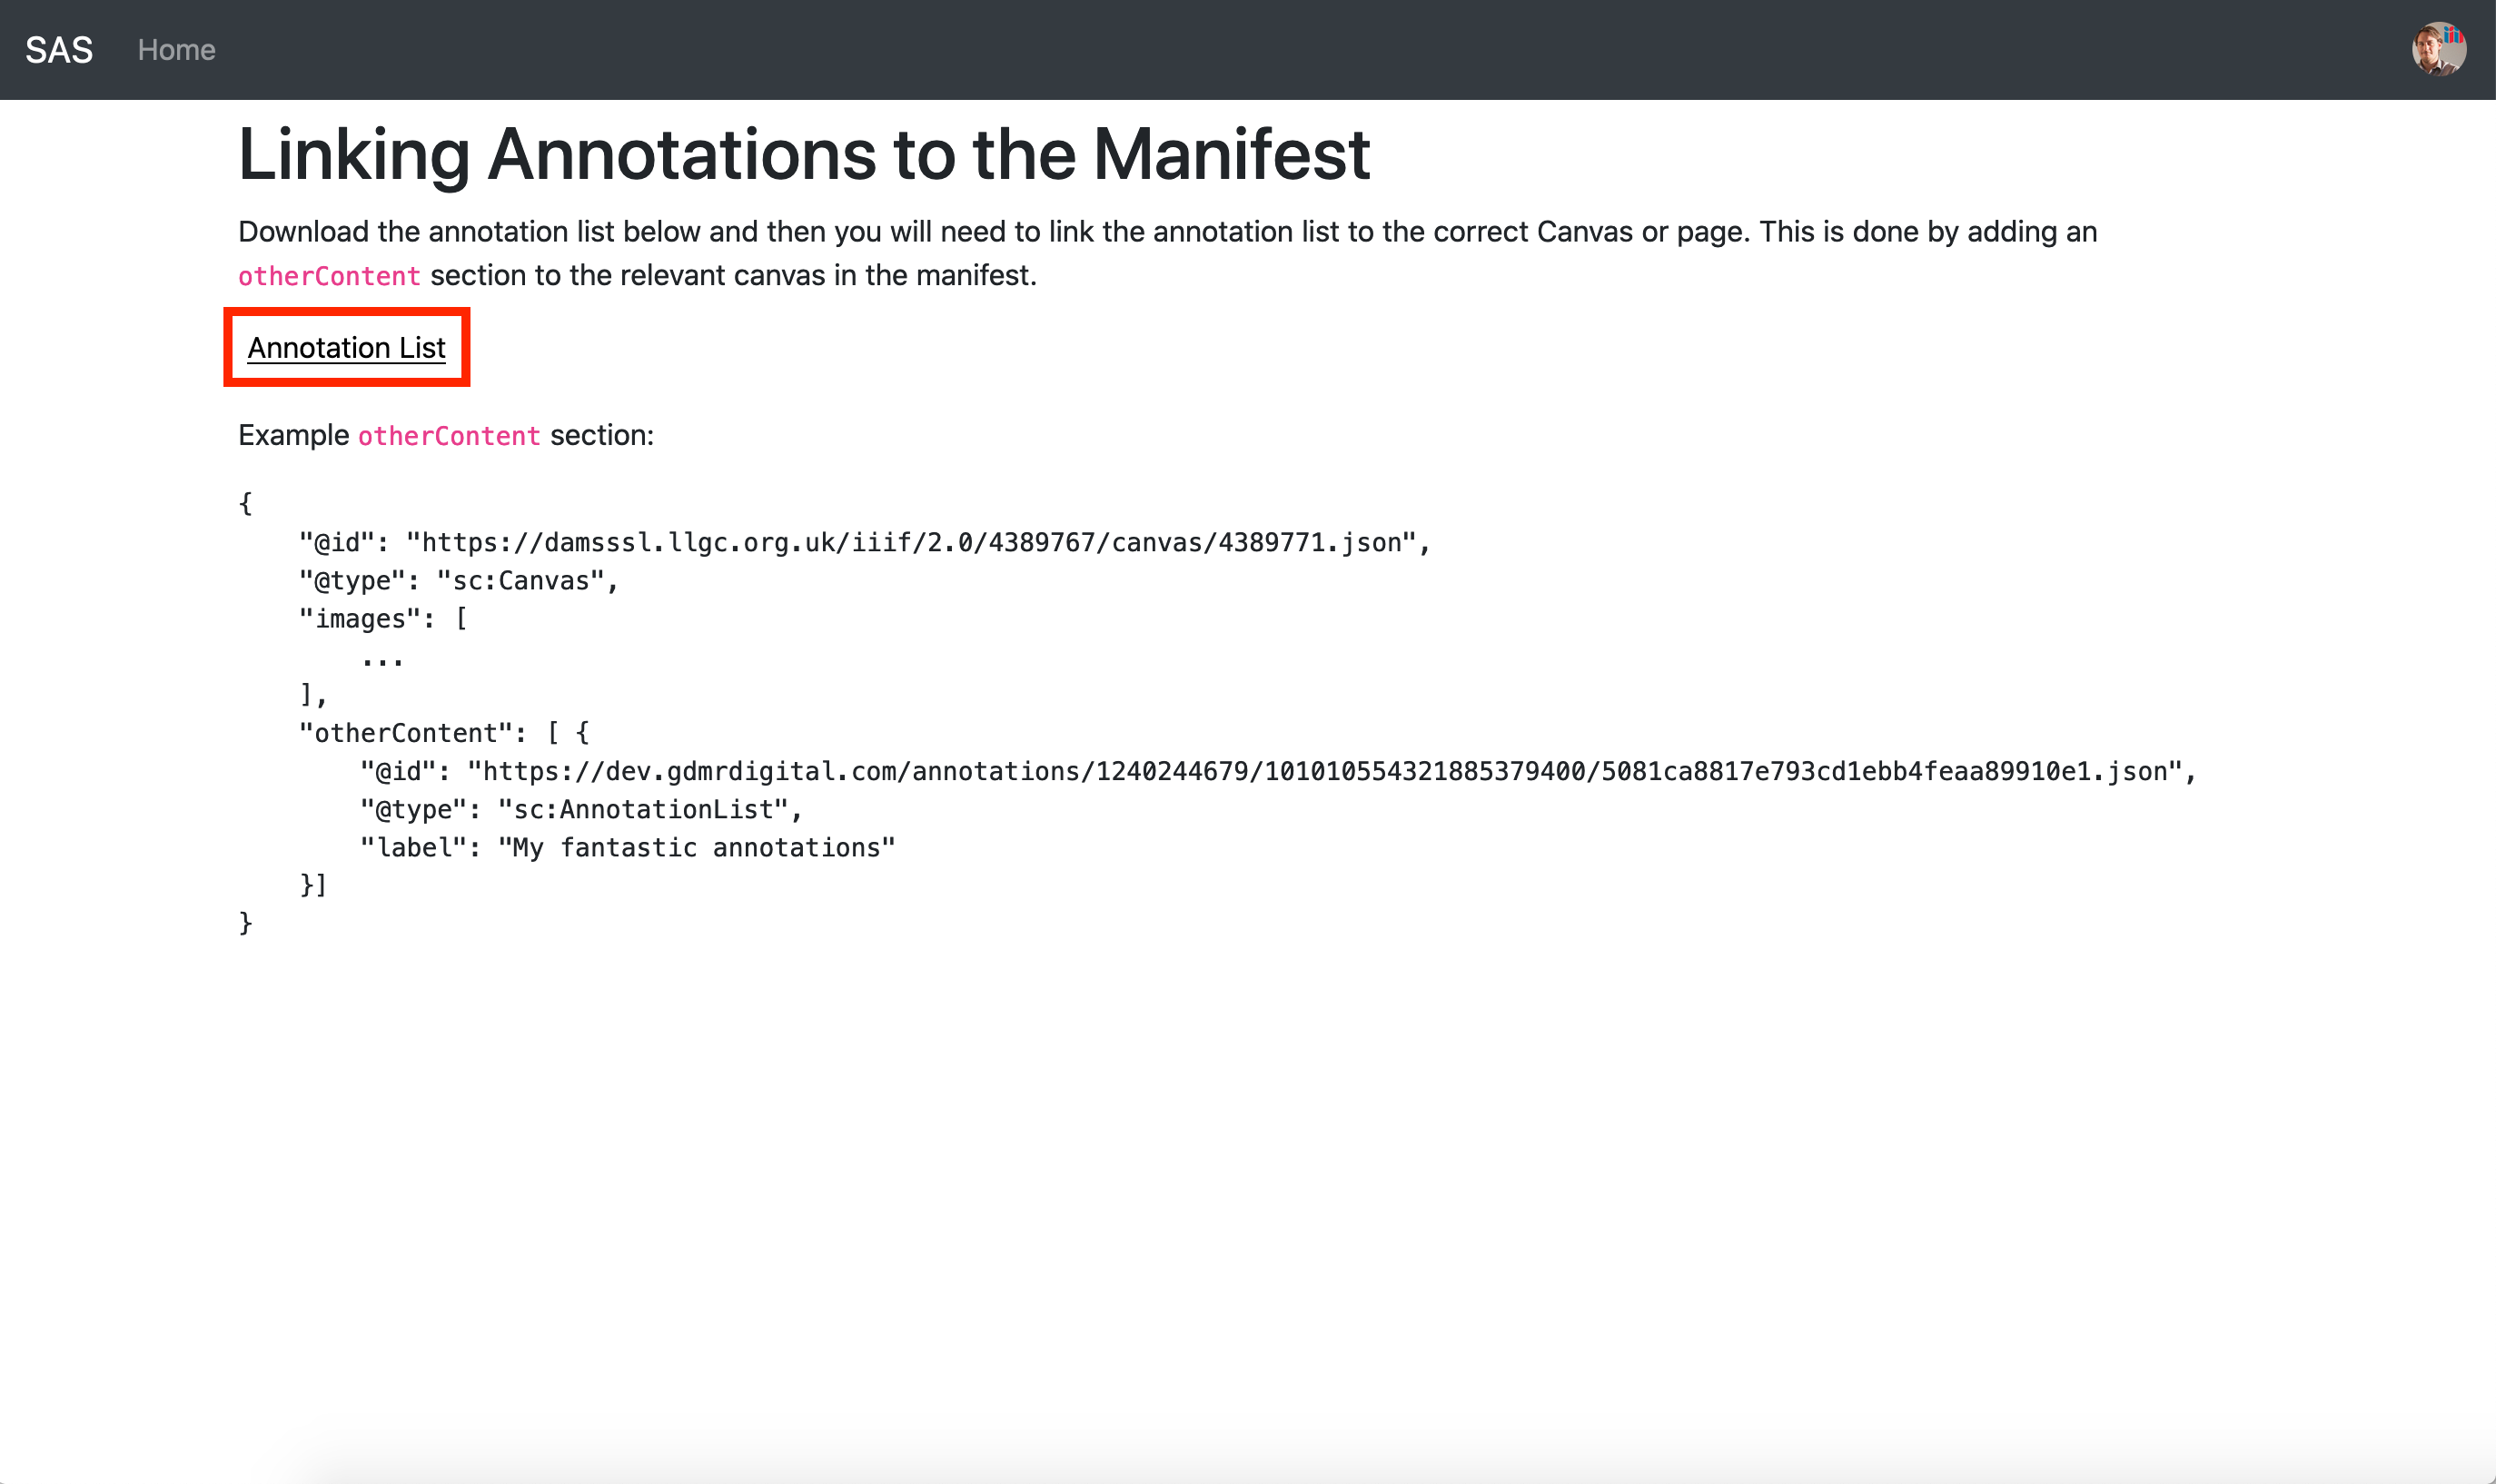 SAS Home
Linking Annotations to the Manifest
Download the annotation list below and then you will need to link the annotation list to the correct Canvas or page. This is done by adding an
otherContent section to the relevant canvas in the manifest.
Annotation List
Example otherContent section:
{
    "@id": "https://damsssl.llgc.org.uk/iiif/2.0/4389767/canvas/4389771.json",
    "@type": "sc:Canvas",
    "images": [
        ...
    ],
    "otherContent": [ {
        "@id": "https://dev.gdmrdigital.com/annotations/1240244679/101010554321885379400/5081ca8817e793cd1ebb4feaa89910e1.json",
        "@type": "sc:AnnotationList",
        "label": "My fantastic annotations"
    }]
}